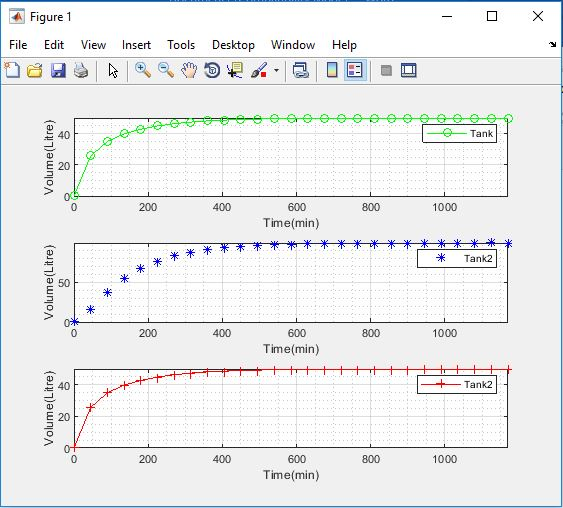 Figure 1
File Edit View Insert Tools Desktop Window Help
Volume(Litre)
40
20
0
Tank
0 200 400 600 800 1000
Time(min)
Volume(Litre)
50
0
Tank2
0 200 400 600 800 1000
Time(min)
Volume(Litre)
40
20
0
Tank2
0 200 400 600 800 1000
Time(min)